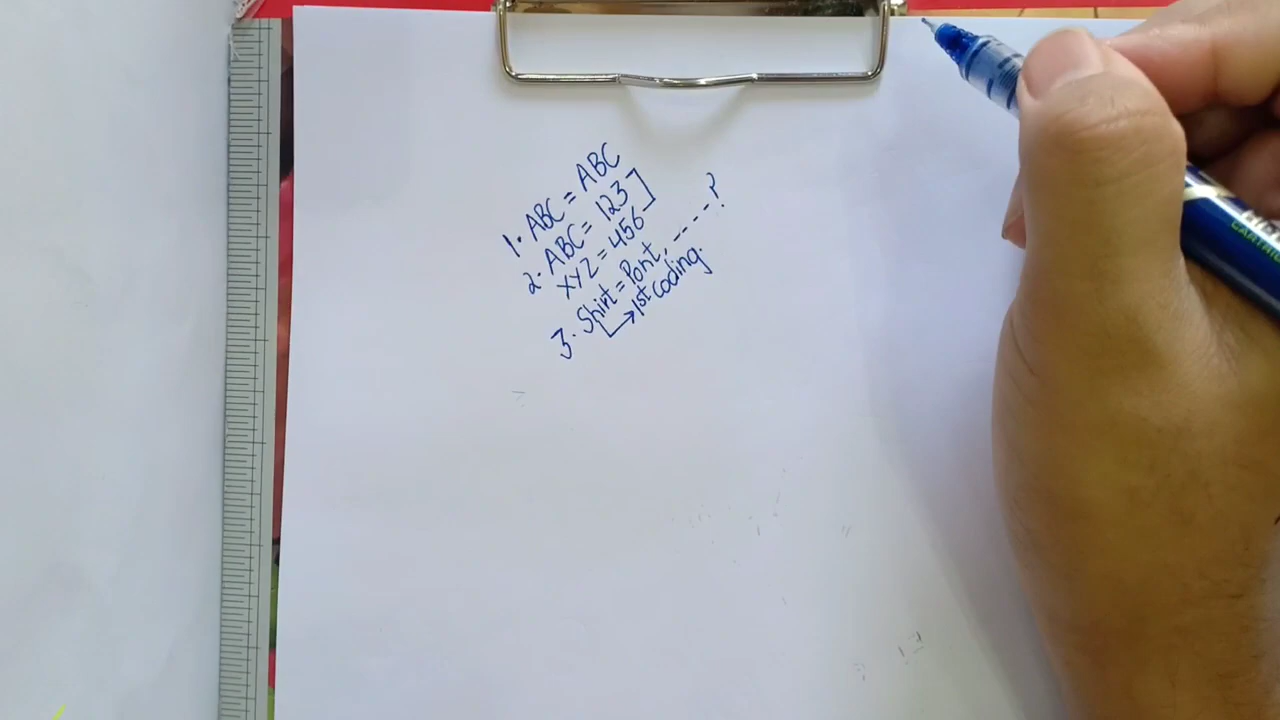 1. ABC = ABC
2. ABC = 123]
XYZ = 456
3. Shirt = Pant, ----?
↳ 1st coding.